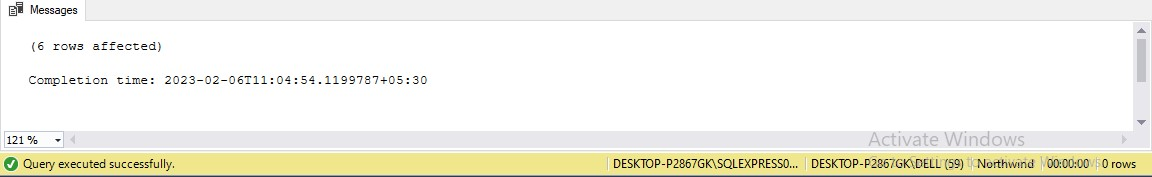 Messages
(6 rows affected)
Completion time: 2023-02-06T11:04:54.1199787+05:30
121 %
Activate Windows
Query executed successfully. DESKTOP-P2867GK\SQLEXPRESS0... DESKTOP-P2867GK\DELL (59) Northwind 00:00:00 0 rows